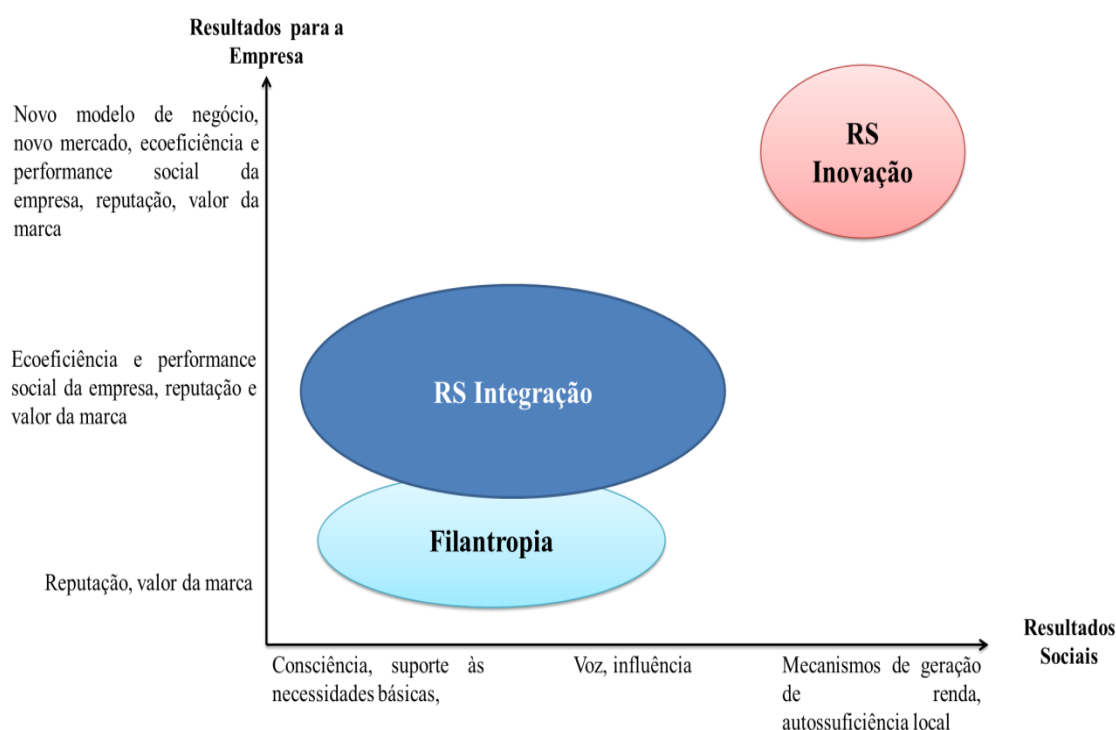 Resultados para a
Empresa
Novo modelo de negócio,
novo mercado, ecoeficiência e
performance social da
empresa, reputação, valor da
marca
RS
Inovação
Ecoeficiência e performance
social da empresa, reputação e
valor da marca
RS Integração
Filantropia
Reputação, valor da marca
Resultados
Sociais
Consciência, suporte às
necessidades básicas,
Voz, influência
Mecanismos de geração
de renda,
autossuficiência local